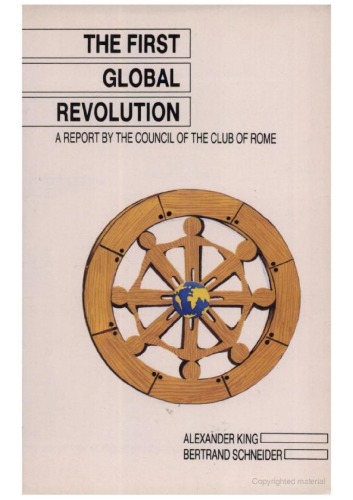 THE FIRST
GLOBAL
REVOLUTION
A REPORT BY THE COUNCIL OF THE CLUB OF ROME
ALEXANDER KING
BERTRAND SCHNEIDER
Copyrighted material